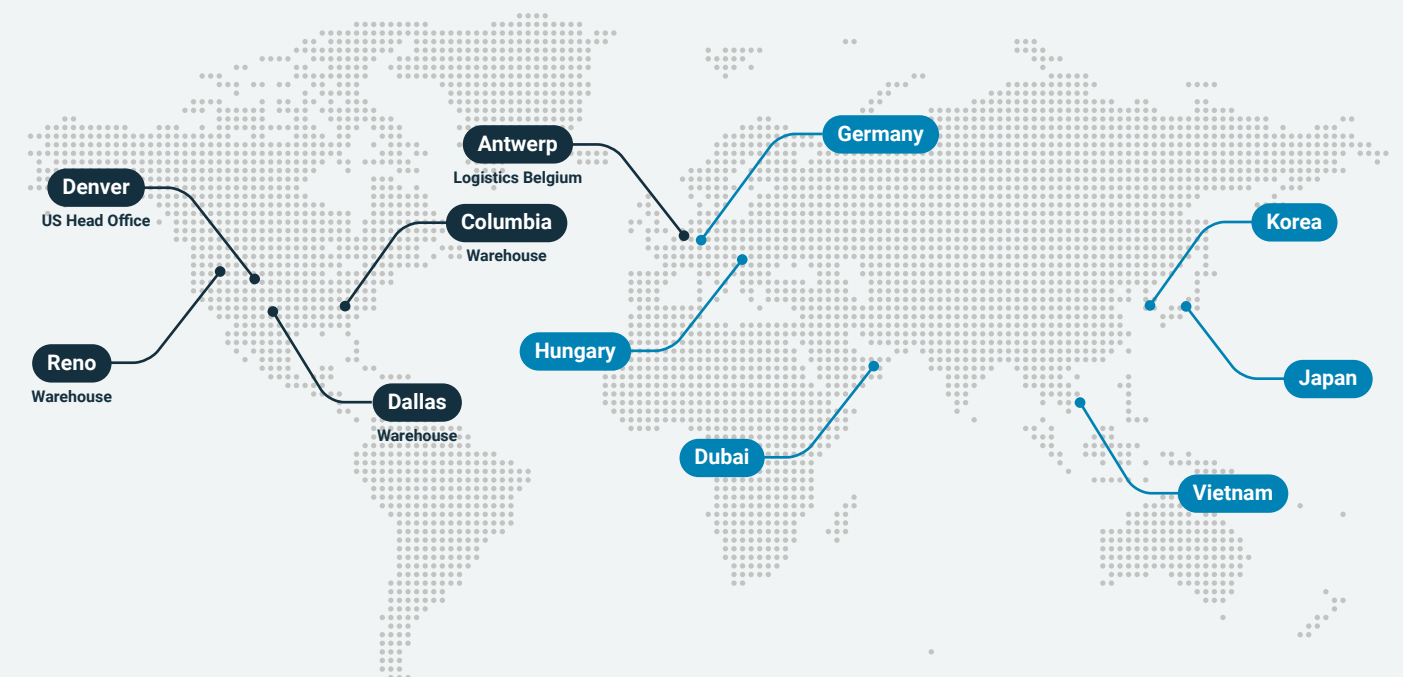 Antwerp
Logistics Belgium
Germany
Denver
US Head Office
Columbia
Warehouse
Korea
Reno
Warehouse
Hungary
Japan
Dallas
Warehouse
Dubai
Vietnam